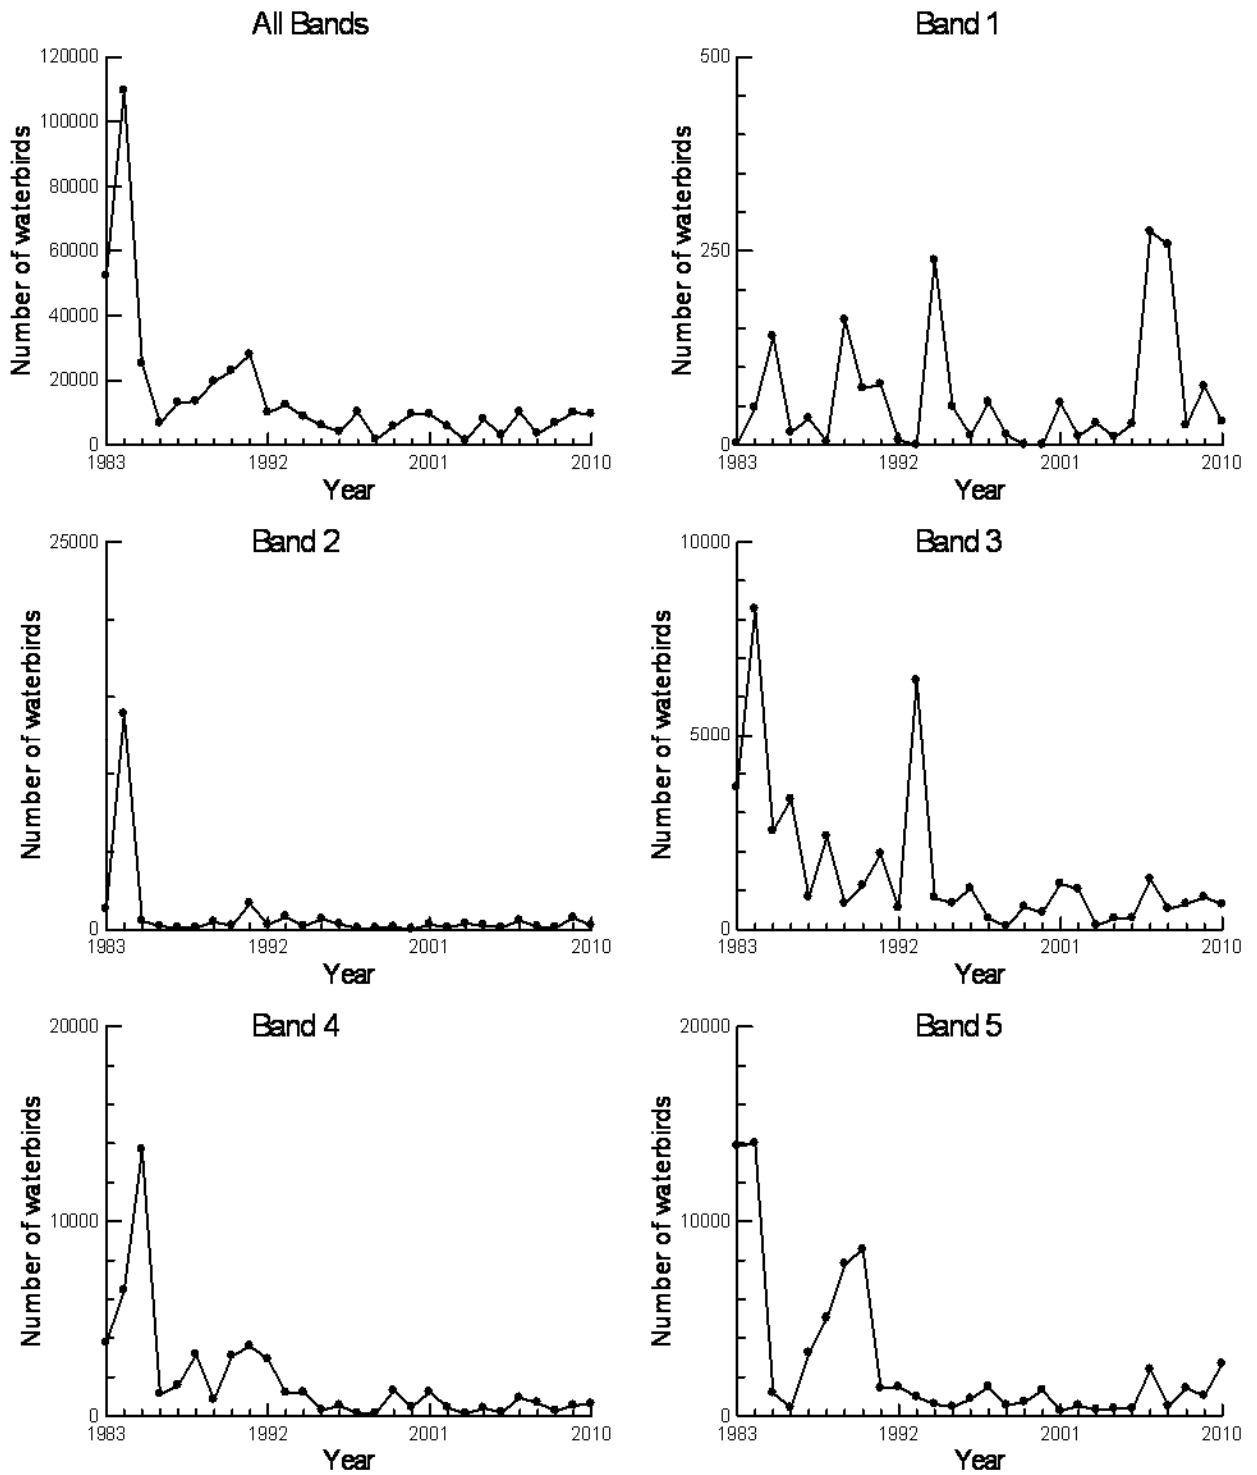 All Bands
120000
100000
80000
60000
40000
20000
0
1983 1992 2001 2010
Number of waterbirds
Year
Band 1
500
250
0
1983 1992 2001 2010
Number of waterbirds
Year
Band 2
25000
0
1983 1992 2001 2010
Number of waterbirds
Year
Band 3
10000
5000
0
1983 1992 2001 2010
Number of waterbirds
Year
Band 4
20000
10000
0
1983 1992 2001 2010
Number of waterbirds
Year
Band 5
20000
10000
0
1983 1992 2001 2010
Number of waterbirds
Year